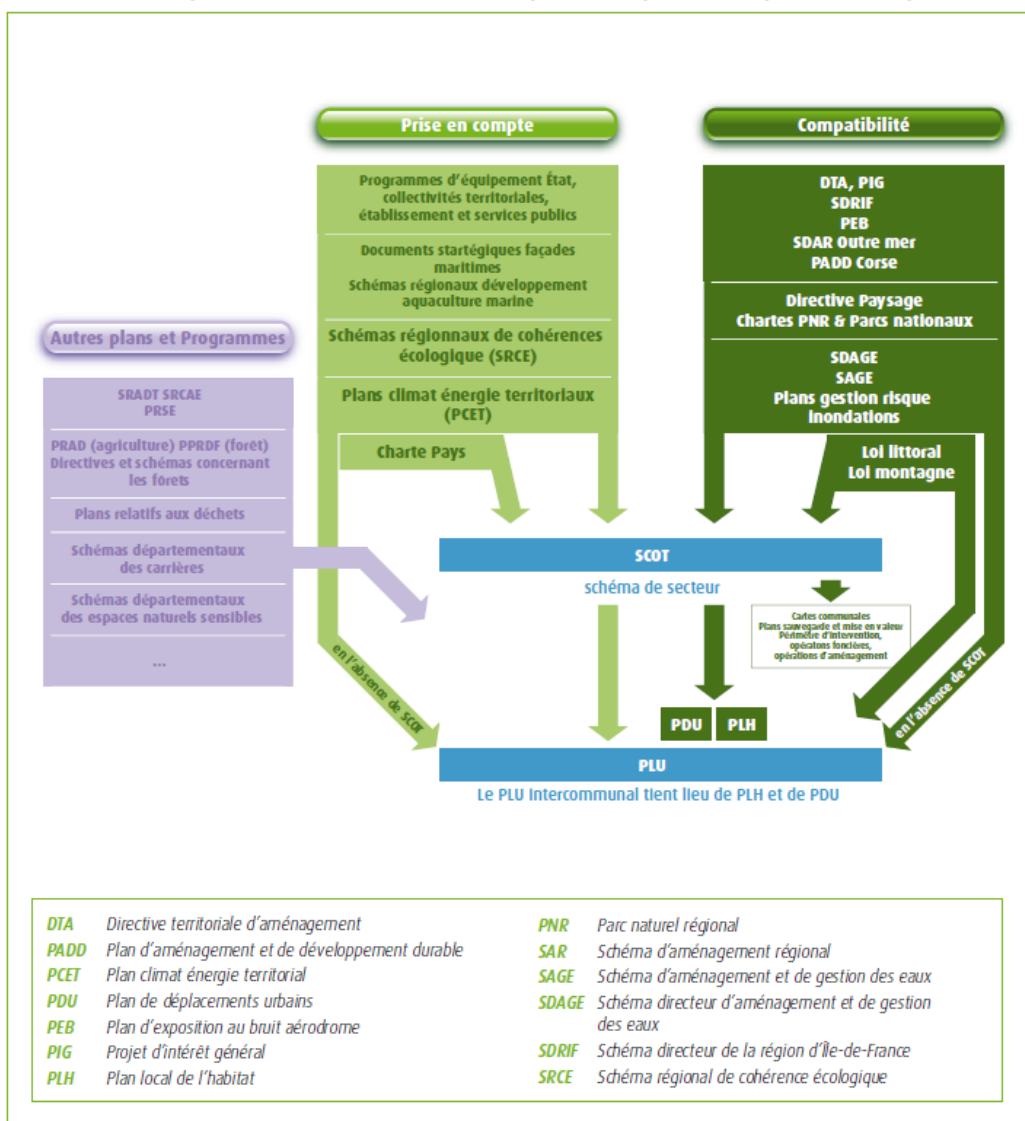 Prise en compte
Programmes d'équipement État,
collectivités territoriales,
établissement et services publics
Documents startégiques façades
maritimes
Schémas régionaux développement
aquaculture marine
Schémas régionnaux de cohérences
écologique (SRCE)
Plans climat énergie territoriaux
(PCET)
Charte Pays
en l'absence de SCOT
Compatibilité
DTA, PIG
SDRIF
PEB
SDAR Outre mer
PADD Corse
Directive Paysage
Chartes PNR & Parcs nationaux
SDAGE
SAGE
Plans gestion risque
Inondations
Loi littoral
Loi montagne
en l'absence de SCOT
Autres plans et Programmes
SRADT SRCAE
PRSE
PRAD (agriculture) PPRDF (forêt)
Directives et schémas concernant
les forets
Plans relatifs aux déchets
Schémas départementaux
des carrières
Schémas départementaux
des espaces naturels sensibles
...
SCOT
schéma de secteur
Cartes communales
Plans sauvegarde et mise en valeur
Périmètre d'intervention,
opératons foncières,
opérations d'aménagement
PDU
PLH
PLU
Le PLU Intercommunal tient lieu de PLH et de PDU
DTA Directive territoriale d'aménagement
PADD Plan d'aménagement et de développement durable
PCET Plan climat énergie territorial
PDU Plan de déplacements urbains
PEB Plan d'exposition au bruit aérodrome
PIG Projet d'intérêt général
PLH Plan local de l'habitat
PNR Parc naturel régional
SAR Schéma d'aménagement régional
SAGE Schéma d'aménagement et de gestion des eaux
SDAGE Schéma directeur d'aménagement et de gestion
des eaux
SDRIF Schéma directeur de la région d'Île-de-France
SRCE Schéma régional de cohérence écologique